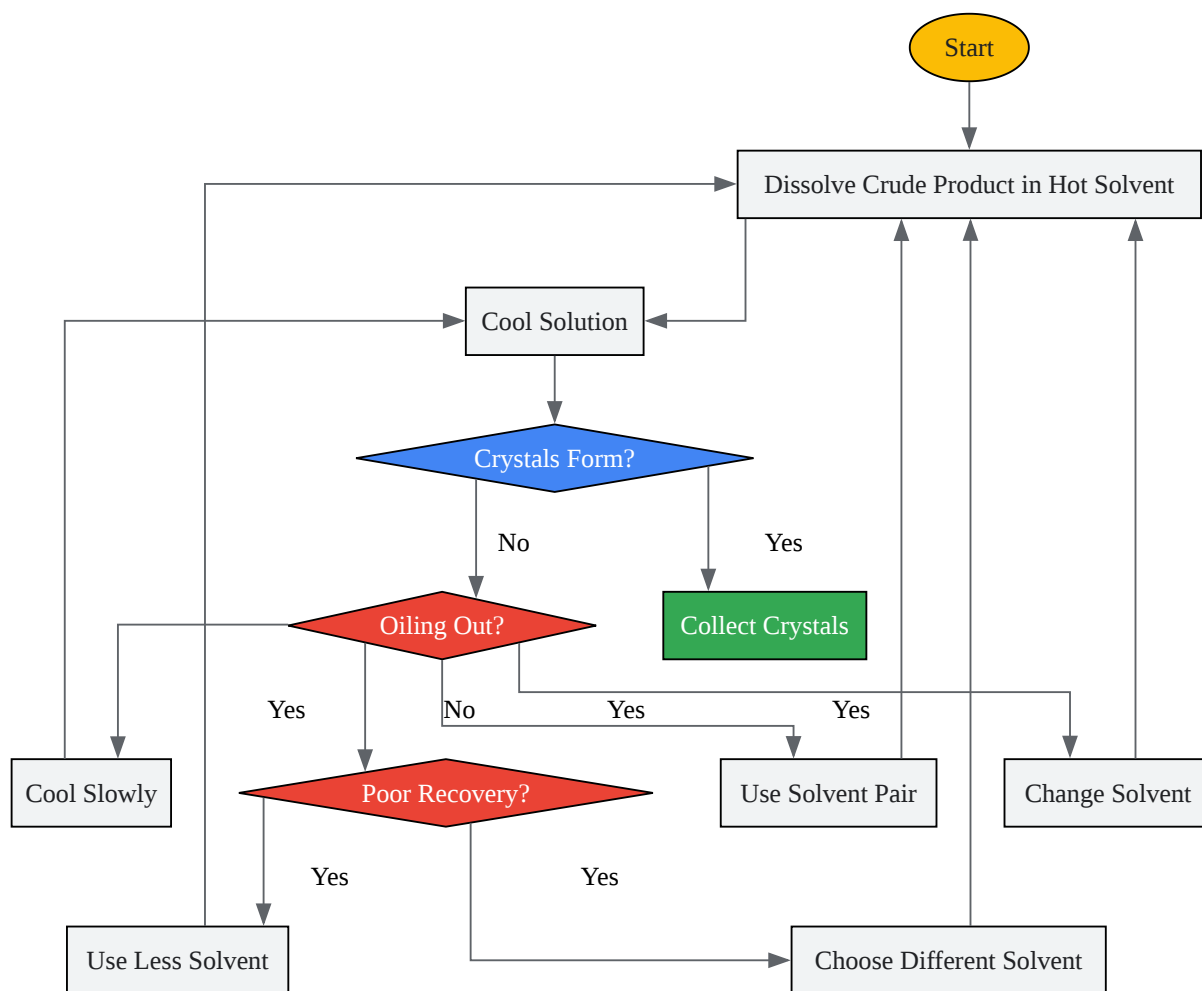 Start
Dissolve Crude Product in Hot Solvent
Cool Solution
Crystals Form?
No
Yes
Oiling Out?
Collect Crystals
Yes
No
Yes
Yes
Cool Slowly
Poor Recovery?
Use Solvent Pair
Change Solvent
Yes
Yes
Use Less Solvent
Choose Different Solvent